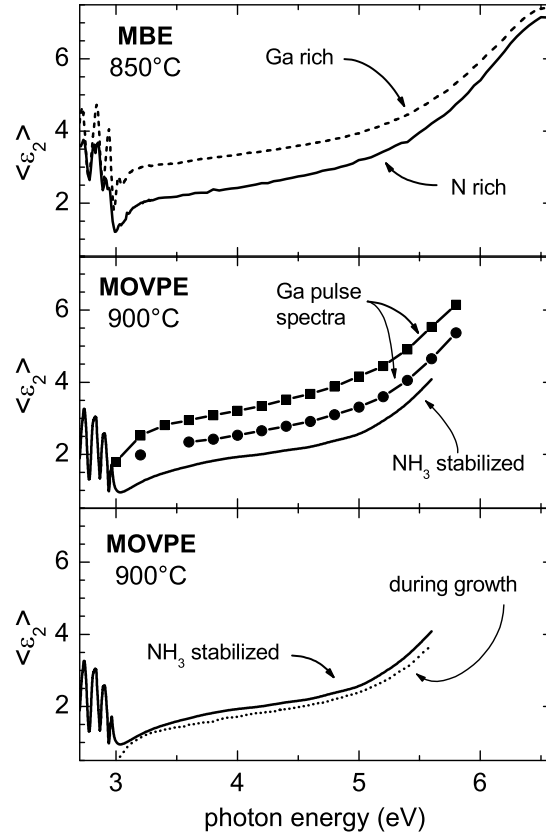 MBE
850°C
Ga rich
N rich
<ε2>
6
4
2
MOVPE
900°C
Ga pulse
spectra
NH3 stabilized
<ε2>
6
4
2
MOVPE
900°C
during growth
NH3 stabilized
<ε2>
6
4
2
3 4 5 6
photon energy (eV)